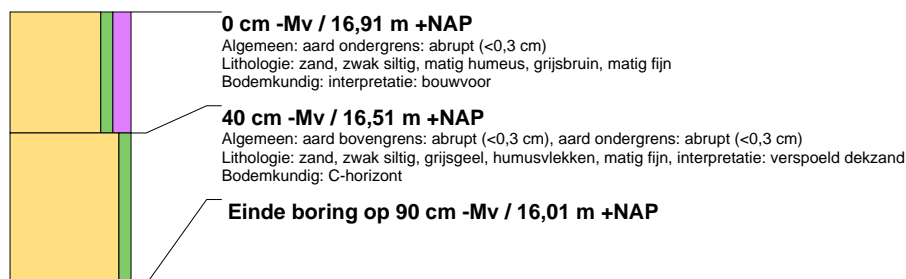 0 cm -Mv / 16,91 m +NAP
Algemeen: aard ondergrens: abrupt (<0,3 cm)
Lithologie: zand, zwak siltig, matig humeus, grijsbruin, matig fijn
Bodemkundig: interpretatie: bouwvoor
40 cm -Mv / 16,51 m +NAP
Algemeen: aard bovengrens: abrupt (<0,3 cm), aard ondergrens: abrupt (<0,3 cm)
Lithologie: zand, zwak siltig, grijsgeel, humusvlekken, matig fijn, interpretatie: verspoeld dekzand
Bodemkundig: C-horizont
Einde boring op 90 cm -Mv / 16,01 m +NAP